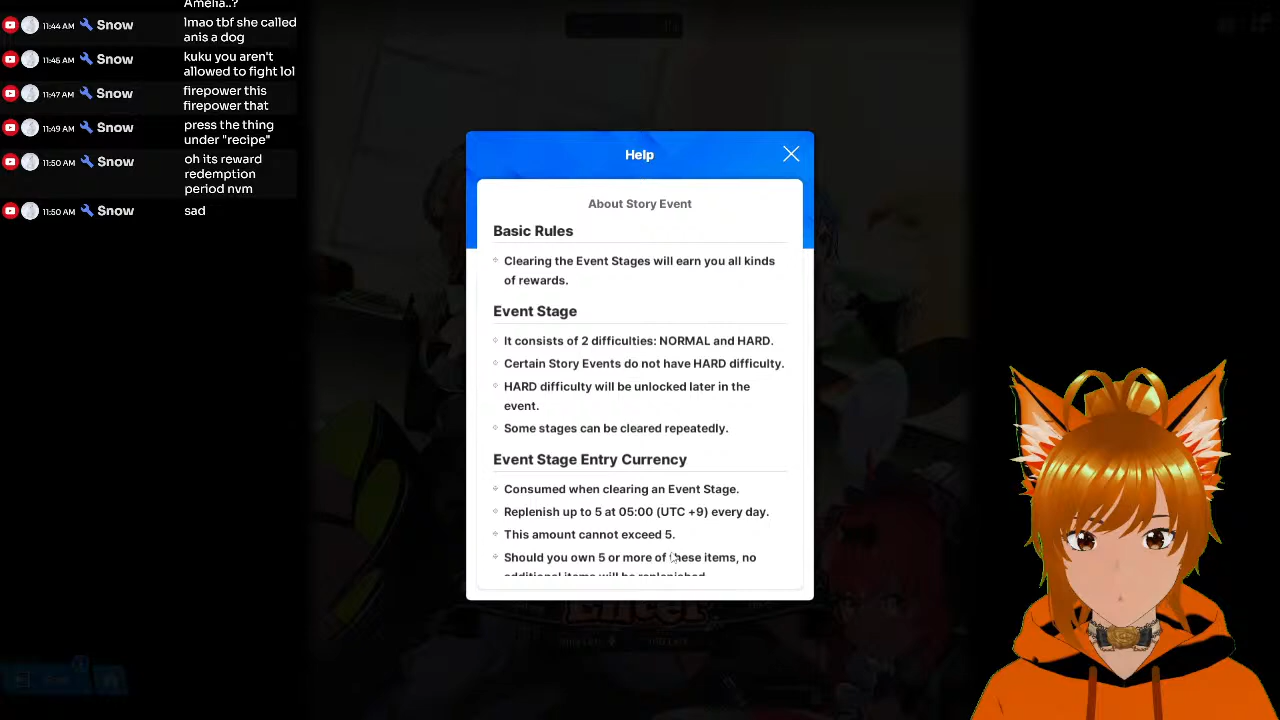 Amelia..?
11:44 AM Snow lmao tbf she called
anis a dog
11:45 AM Snow kuku you aren't
allowed to fight lol
11:47 AM Snow firepower this
firepower that
11:49 AM Snow press the thing
under "recipe"
11:50 AM Snow oh its reward
redemption
period nvm
11:50 AM Snow sad
Help
About Story Event
Basic Rules
Clearing the Event Stages will earn you all kinds
of rewards.
Event Stage
It consists of 2 difficulties: NORMAL and HARD.
Certain Story Events do not have HARD difficulty.
HARD difficulty will be unlocked later in the
event.
Some stages can be cleared repeatedly.
Event Stage Entry Currency
Consumed when clearing an Event Stage.
Replenish up to 5 at 05:00 (UTC +9) every day.
This amount cannot exceed 5.
Should you own 5 or more of these items, no
additional items will be replenished.
Enter